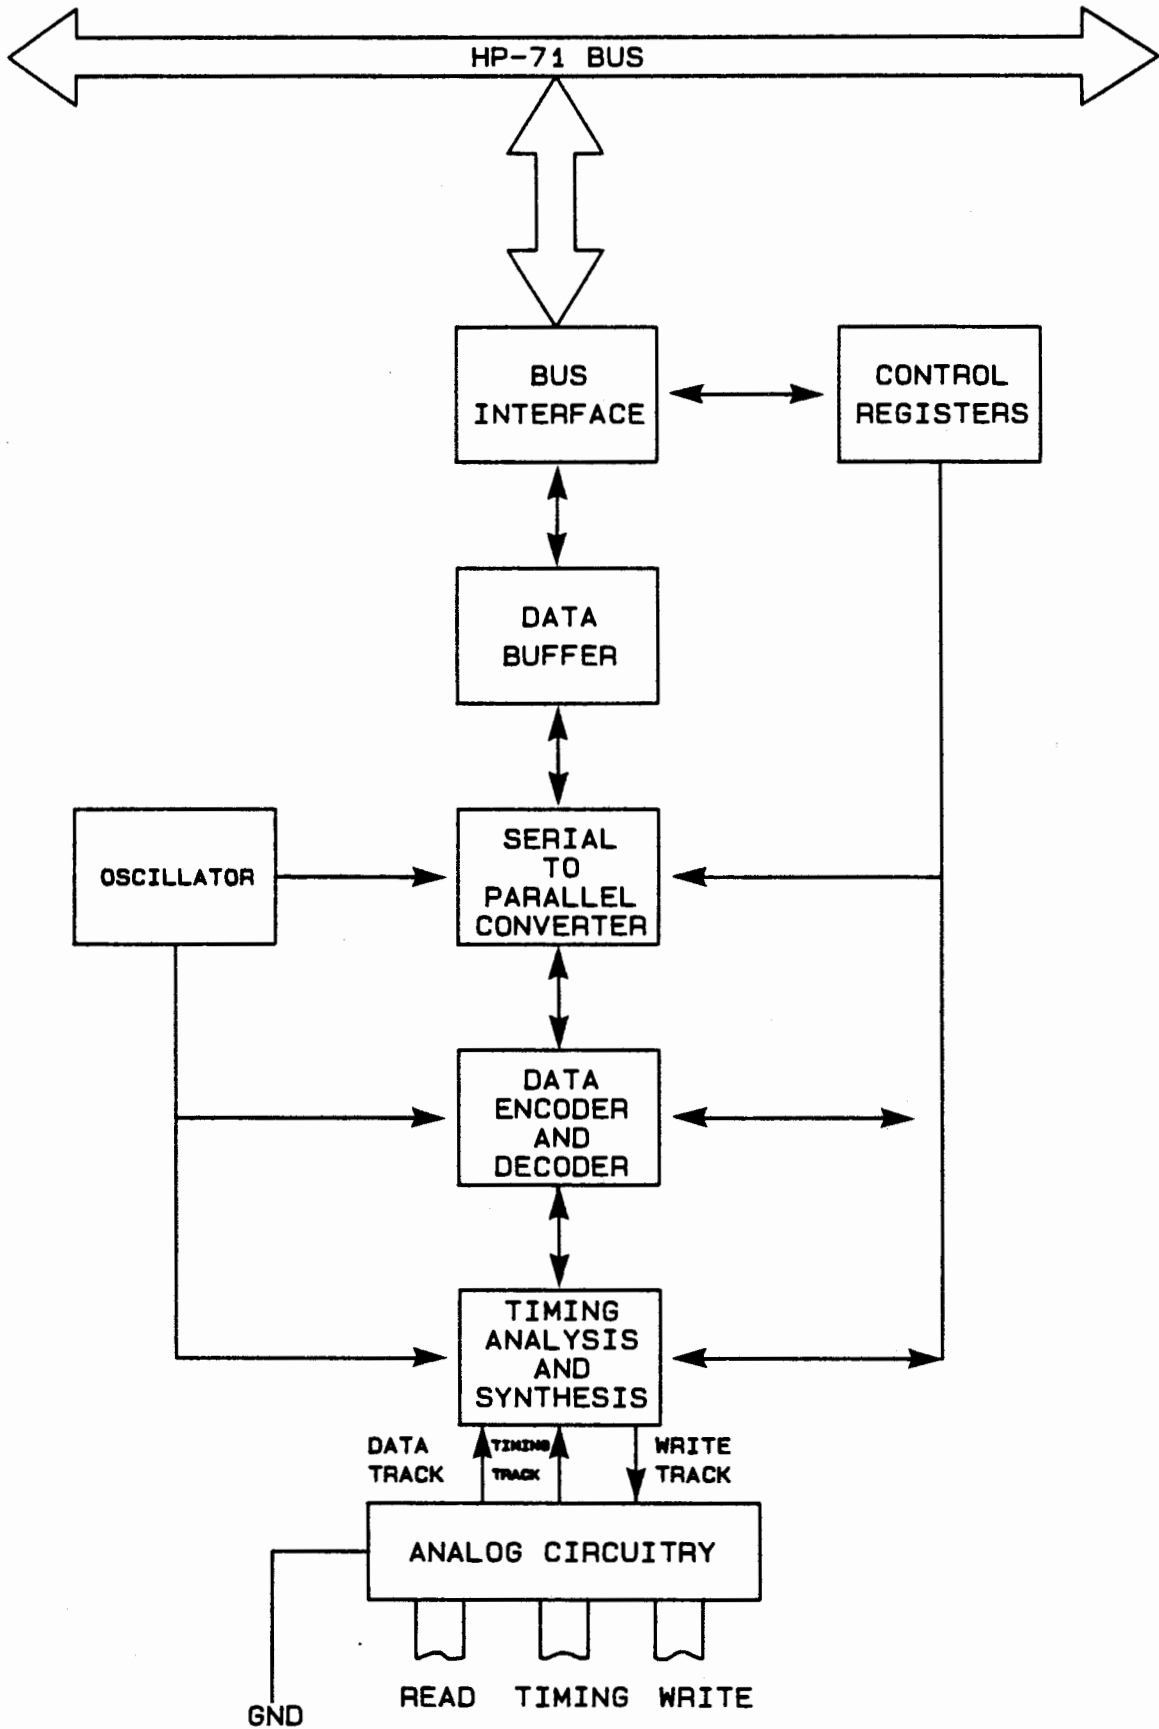 HP-71 BUS
BUS
INTERFACE
CONTROL
REGISTERS
DATA
BUFFER
OSCILLATOR
SERIAL
TO
PARALLEL
CONVERTER
DATA
ENCODER
AND
DECODER
TIMING
ANALYSIS
AND
SYNTHESIS
DATA
TRACK
TIMING
TRACK
WRITE
TRACK
ANALOG CIRCUITRY
READ TIMING WRITE
GND